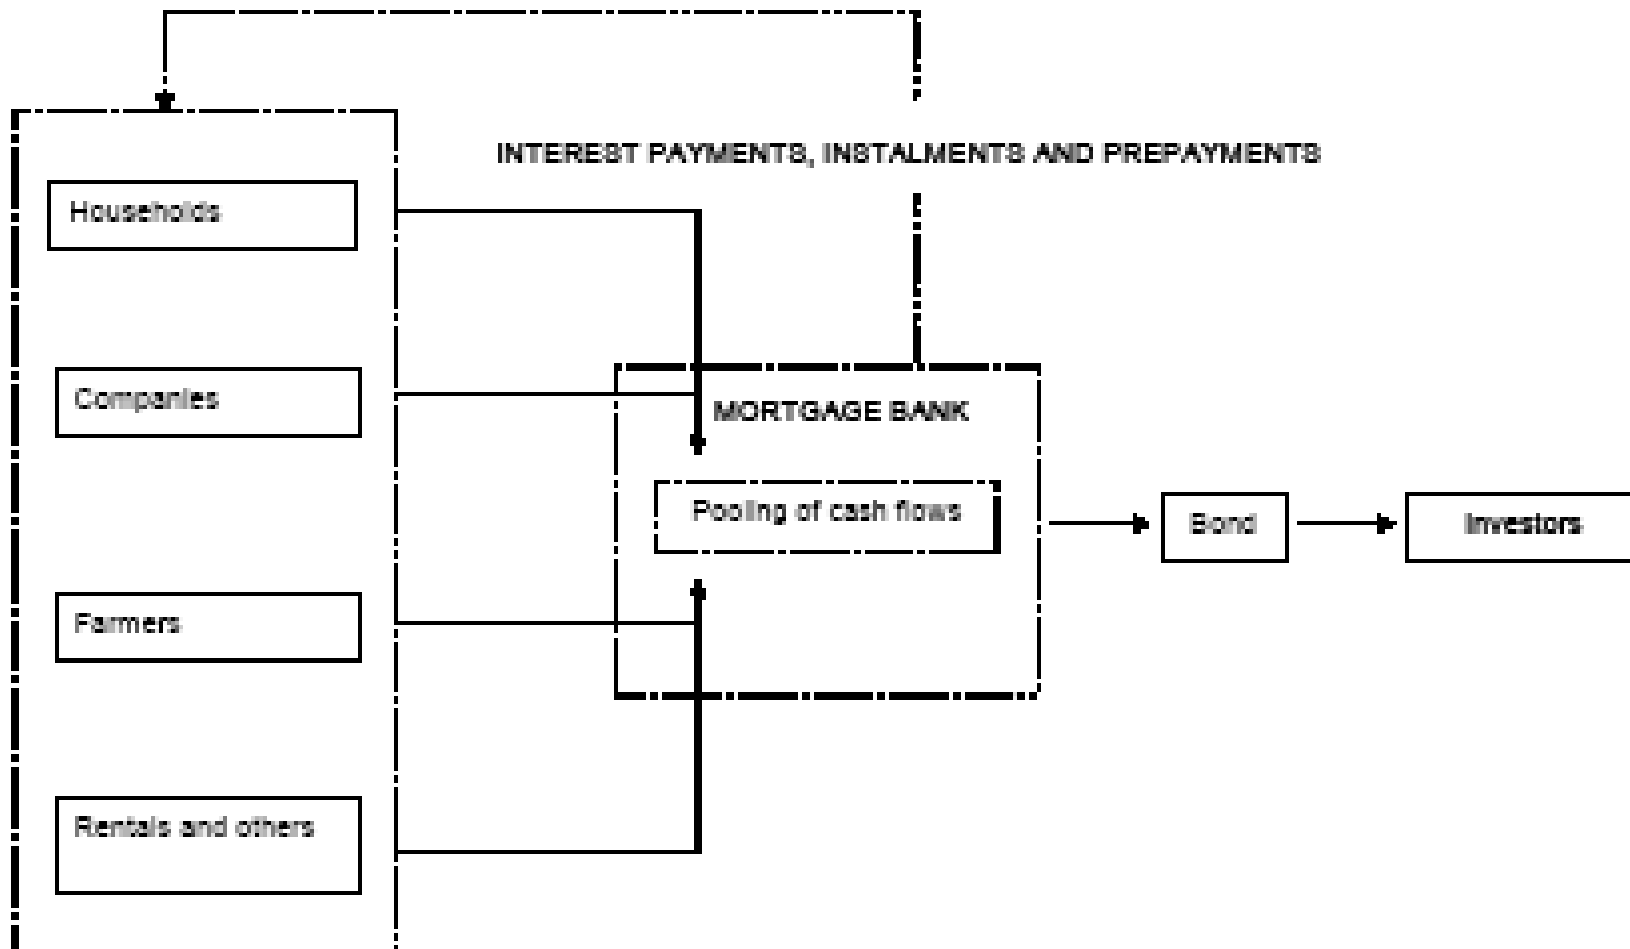 INTEREST PAYMENTS, INSTALMENTS AND PREPAYMENTS
Households
Companies
MORTGAGE BANK
Pooling of cash flows
Bond
Investors
Farmers
Rentals and others